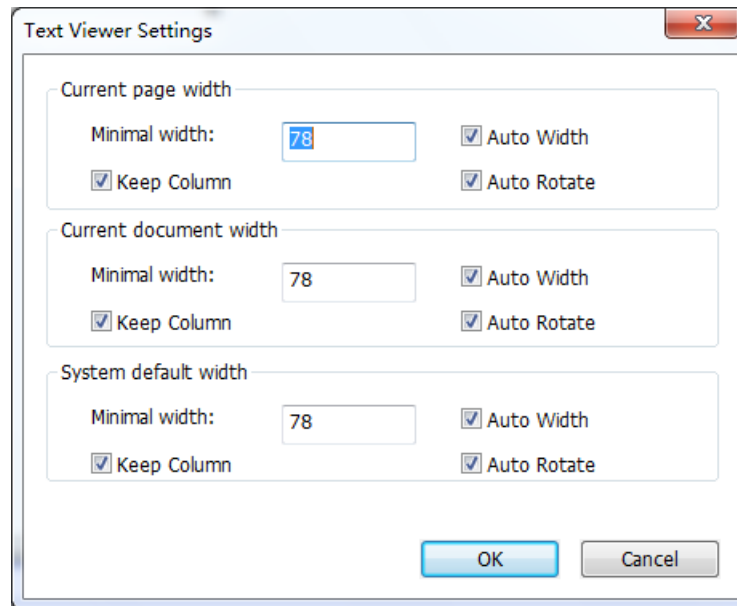 Text Viewer Settings
Current page width
Minimal width: 78 Auto Width
Keep Column Auto Rotate
Current document width
Minimal width: 78 Auto Width
Keep Column Auto Rotate
System default width
Minimal width: 78 Auto Width
Keep Column Auto Rotate
OK Cancel